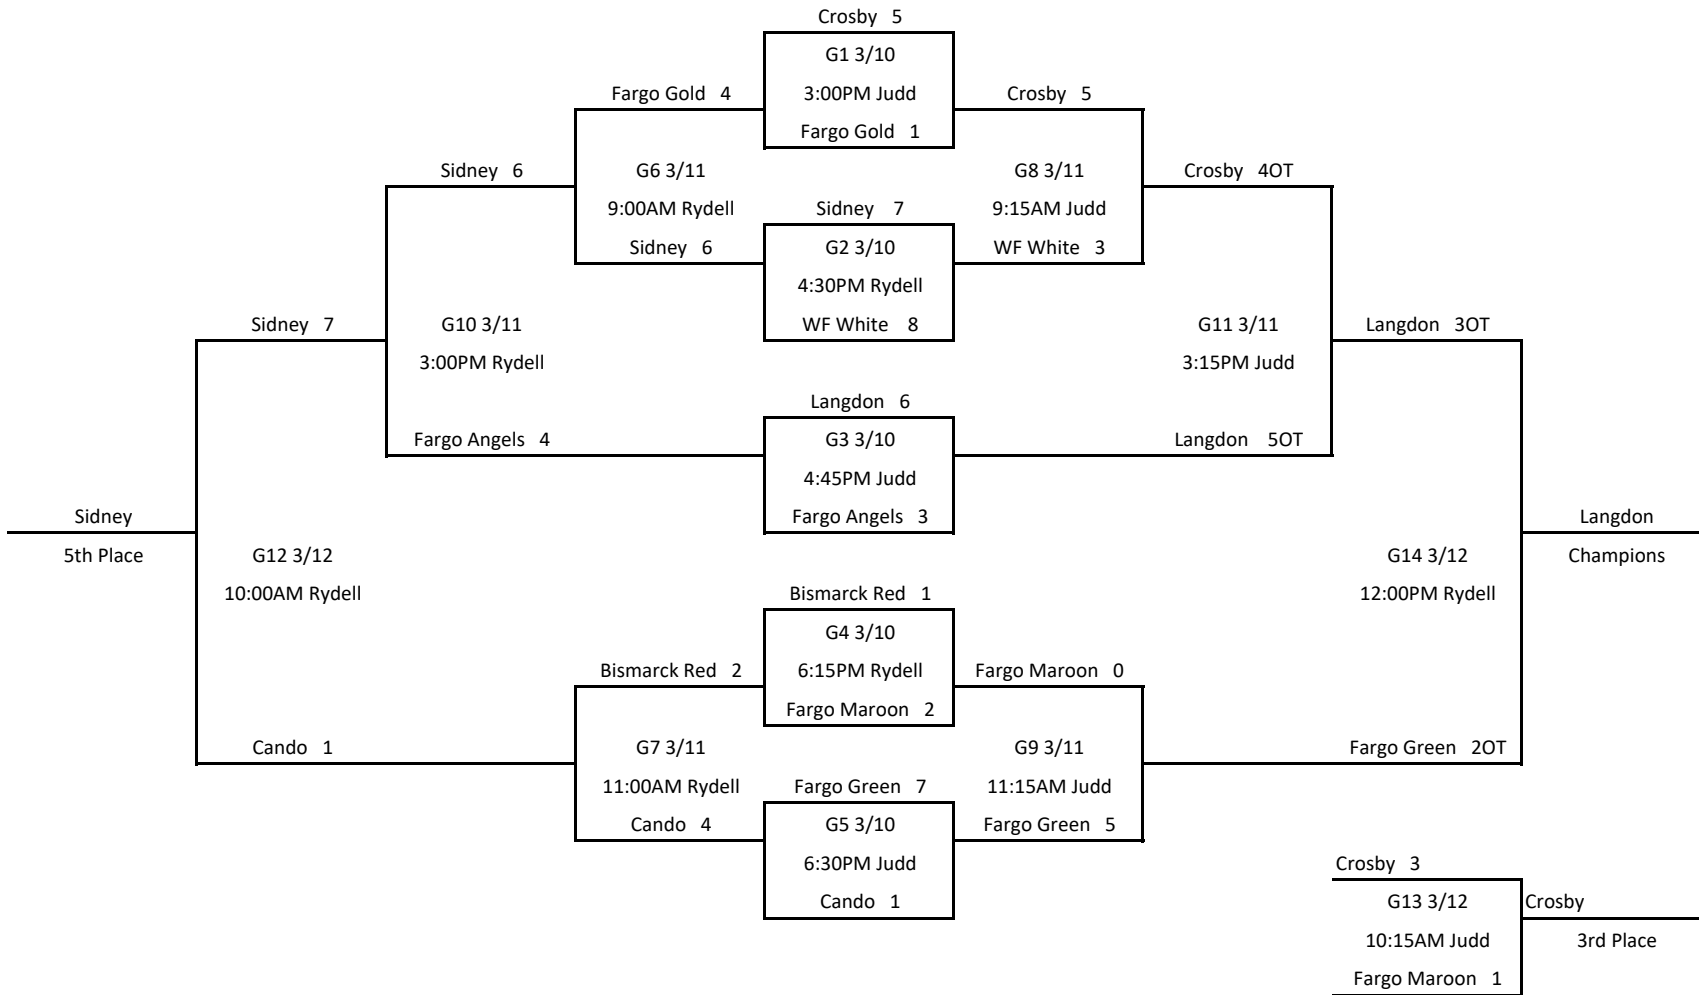 Crosby 5
G1 3/10
Fargo Gold 4
3:00PM Judd
Crosby 5
Fargo Gold 1
Sidney 6
G6 3/11
G8 3/11
Crosby 4OT
9:00AM Rydell
Sidney 7
9:15AM Judd
Sidney 6
G2 3/10
WF White 3
4:30PM Rydell
Sidney 7
G10 3/11
WF White 8
G11 3/11
Langdon 3OT
3:00PM Rydell
3:15PM Judd
Langdon 6
Fargo Angels 4
G3 3/10
Langdon 5OT
4:45PM Judd
Sidney
Fargo Angels 3
Langdon
5th Place
G12 3/12
G14 3/12
Champions
10:00AM Rydell
Bismarck Red 1
12:00PM Rydell
G4 3/10
Bismarck Red 2
6:15PM Rydell
Fargo Maroon 0
Fargo Maroon 2
Cando 1
G7 3/11
G9 3/11
Fargo Green 2OT
11:00AM Rydell
Fargo Green 7
11:15AM Judd
Cando 4
G5 3/10
Fargo Green 5
6:30PM Judd
Crosby 3
Cando 1
G13 3/12
Crosby
10:15AM Judd
3rd Place
Fargo Maroon 1